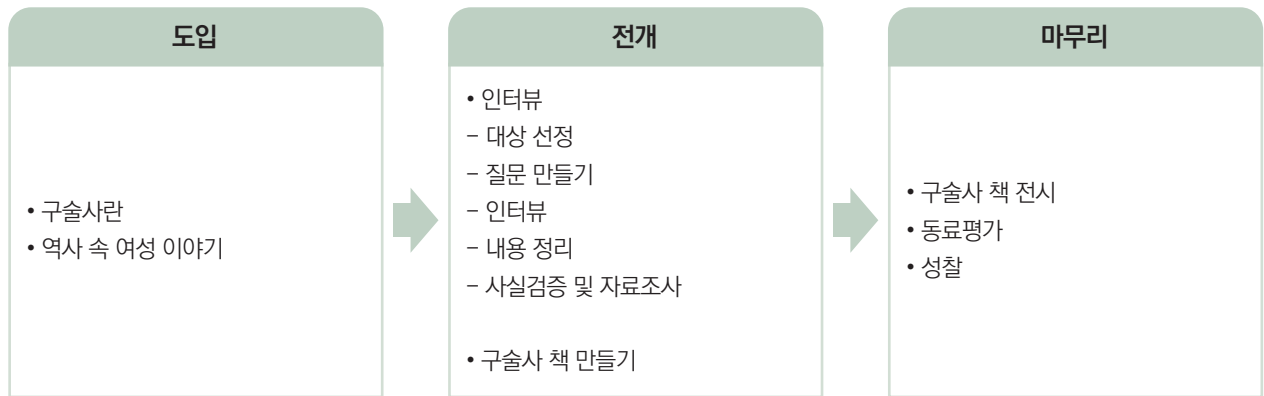 도입
• 구술사란
• 역사 속 여성 이야기
전개
• 인터뷰
– 대상 선정
– 질문 만들기
– 인터뷰
– 내용 정리
– 사실검증 및 자료조사
• 구술사 책 만들기
마무리
• 구술사 책 전시
• 동료평가
• 성찰